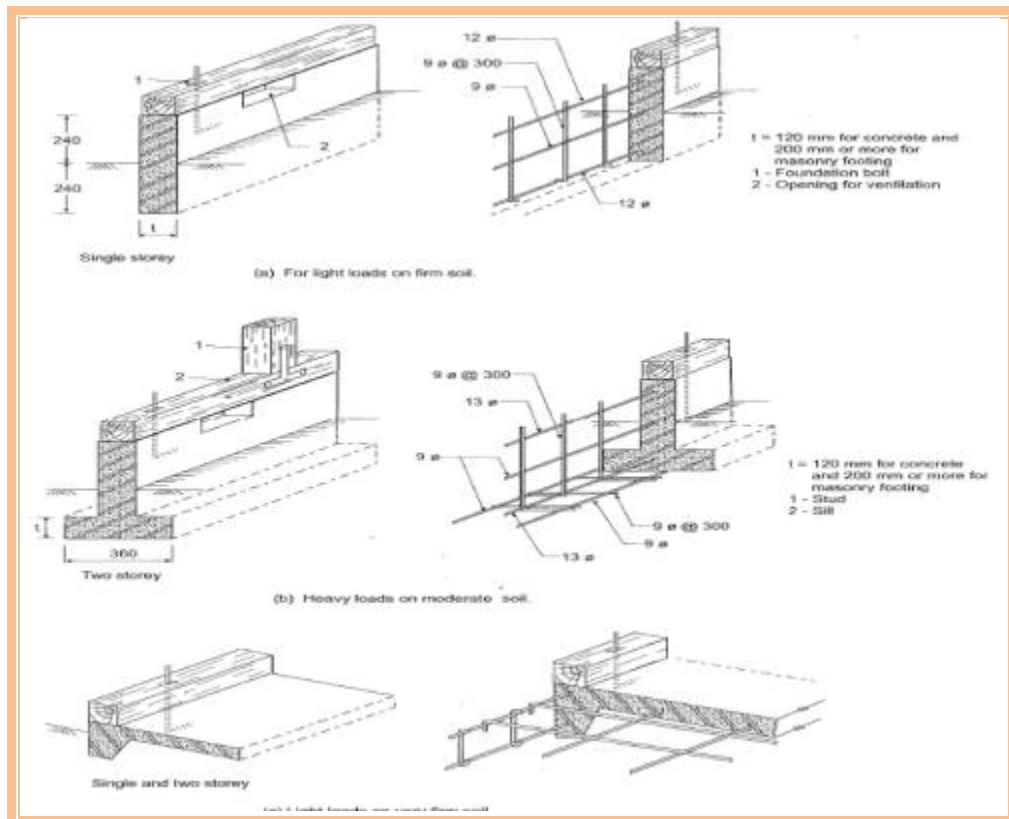 1
240
240
2
t
Single storey
12 ø
9 ø @ 300
9 ø
12 ø
t = 120 mm for concrete and
200 mm or more for
masonry footing
1 - Foundation bolt
2 - Opening for ventilation
(a) For light loads on firm soil.
1
2
t
360
Two storey
9 ø @ 300
13 ø
9 ø
9 ø @ 300
9 ø
13 ø
t = 120 mm for concrete
and 200 mm or more for
masonry footing
1 - Stud
2 - Sill
(b) Heavy loads on moderate soil.
Single and two storey